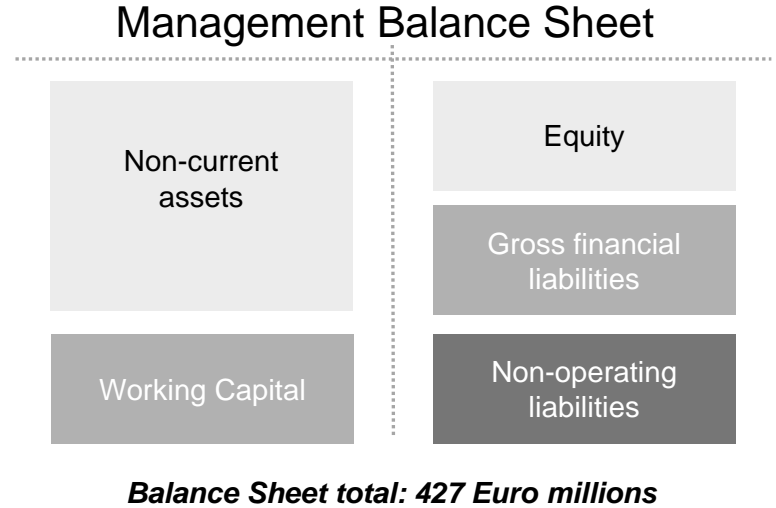 Management Balance Sheet
Non-current
assets
Working Capital
Equity
Gross financial
liabilities
Non-operating
liabilities
Balance Sheet total: 427 Euro millions